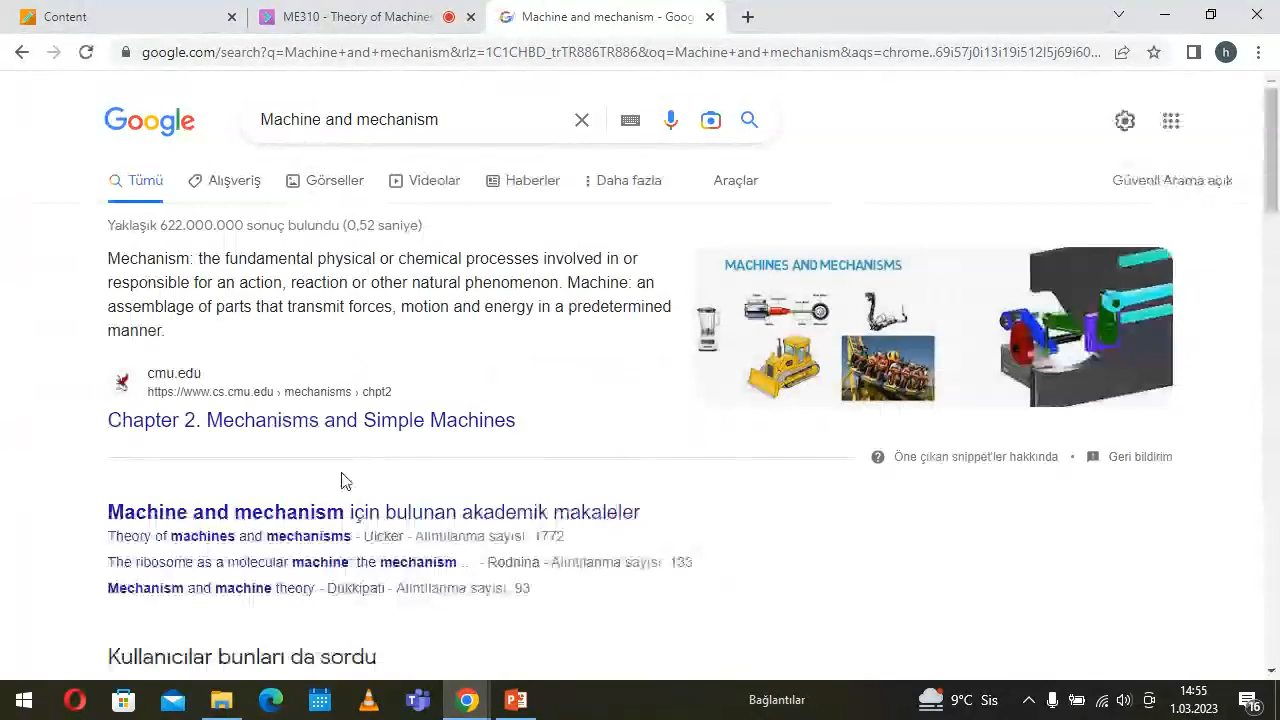 Content
ME310 - Theory of Machines
Machine and mechanism - Goog
google.com/search?q=Machine+and+mechanism&rlz=1C1CHBD_trTR886TR886&oq=Machine+and+mechanism&aqs=chrome..69i57j0i13i19i512l5j69i60...
h
Google
Machine and mechanism
Tümü
Alışveriş
Görseller
Videolar
Haberler
Daha fazla
Araçlar
Güvenli Arama açık
Yaklaşık 622.000.000 sonuç bulundu (0,52 saniye)
Mechanism: the fundamental physical or chemical processes involved in or
responsible for an action, reaction or other natural phenomenon. Machine: an
assemblage of parts that transmit forces, motion and energy in a predetermined
manner.
MACHINES AND MECHANISMS
cmu.edu
https://www.cs.cmu.edu › mechanisms › chpt2
Chapter 2. Mechanisms and Simple Machines
Öne çıkan snippet'ler hakkında • Geri bildirim
Machine and mechanism için bulunan akademik makaleler
Theory of machines and mechanisms - Uicker - Alıntılanma sayısı 1772
The ribosome as a molecular machine the mechanism ... - Rodnina - Alıntılanma sayısı 133
Mechanism and machine theory - Dukkipati - Alıntılanma sayısı 93
Kullanıcılar bunları da sordu
Bağlantılar
9°C Sis
14:55
1.03.2023
16